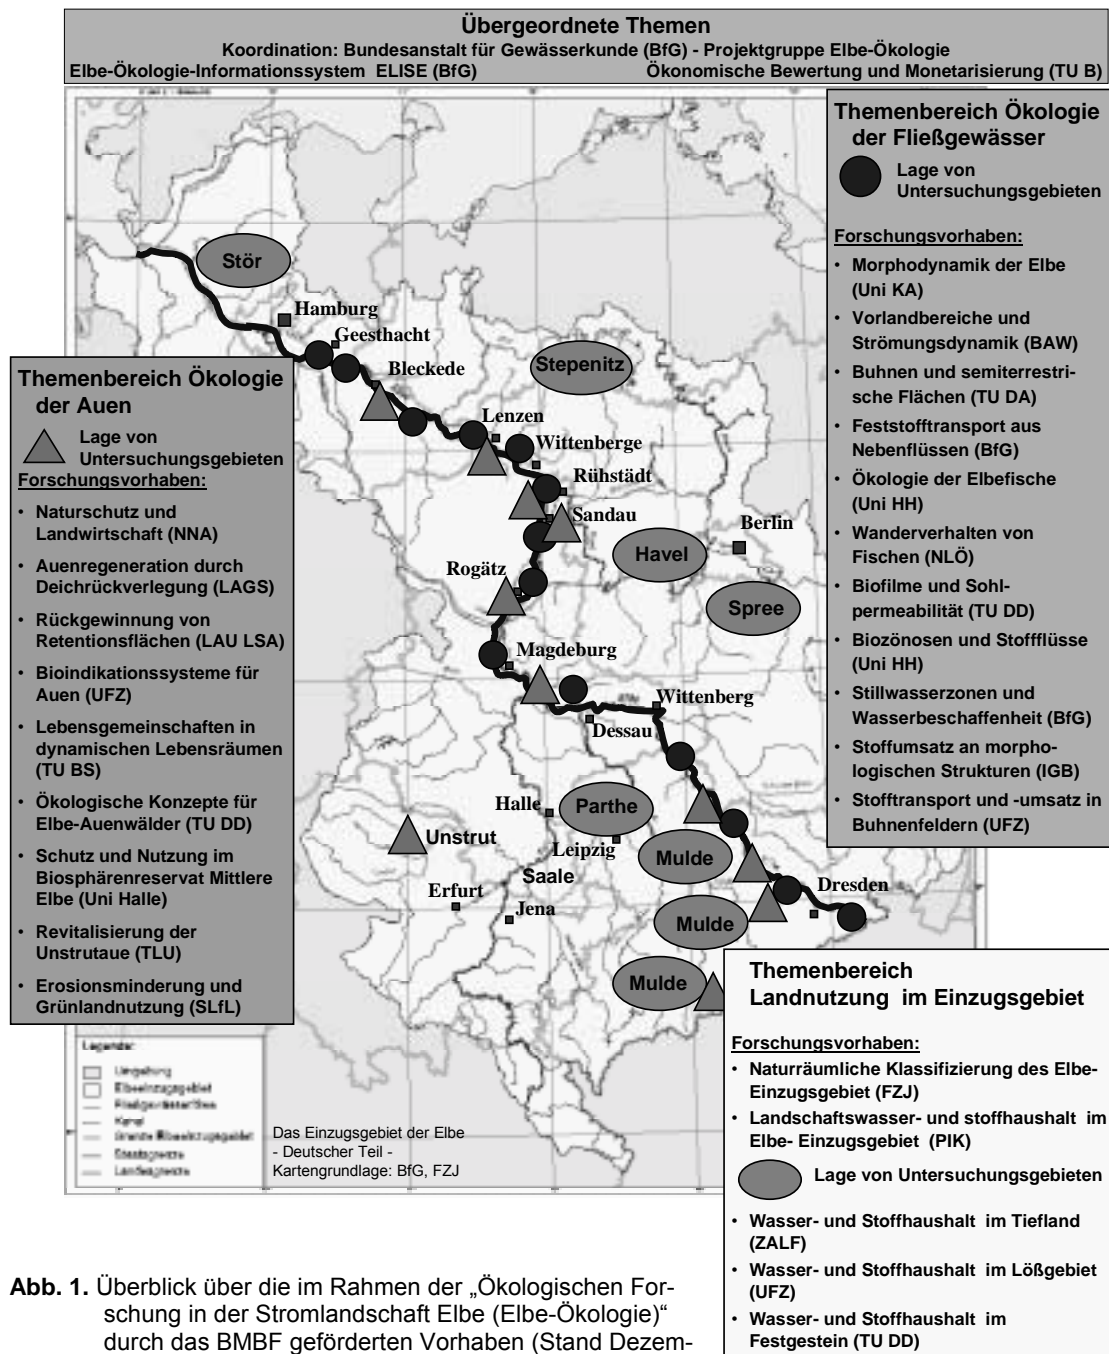 Übergeordnete Themen
Koordination: Bundesanstalt für Gewässerkunde (BfG) - Projektgruppe Elbe-Ökologie
Elbe-Ökologie-Informationssystem ELISE (BfG)
Ökonomische Bewertung und Monetarisierung (TU B)
Themenbereich Ökologie
der Fließgewässer
Lage von
Untersuchungsgebieten
Forschungsvorhaben:
• Morphodynamik der Elbe
(Uni KA)
• Vorlandbereiche und
Strömungsdynamik (BAW)
• Buhnen und semiterrestri-
sche Flächen (TU DA)
• Feststofftransport aus
Nebenflüssen (BfG)
• Ökologie der Elbefische
(Uni HH)
• Wanderverhalten von
Fischen (NLÖ)
• Biofilme und Sohl-
permeabilität (TU DD)
• Biozönosen und Stoffflüsse
(Uni HH)
• Stillwasserzonen und
Wasserbeschaffenheit (BfG)
• Stoffumsatz an morpho-
logischen Strukturen (IGB)
• Stofftransport und -umsatz in
Buhnenfeldern (UFZ)
Themenbereich Ökologie
der Auen
Lage von
Untersuchungsgebieten
Forschungsvorhaben:
• Naturschutz und
Landwirtschaft (NNA)
• Auenregeneration durch
Deichrückverlegung (LAGS)
• Rückgewinnung von
Retentionsflächen (LAU LSA)
• Bioindikationssysteme für
Auen (UFZ)
• Lebensgemeinschaften in
dynamischen Lebensräumen
(TU BS)
• Ökologische Konzepte für
Elbe-Auenwälder (TU DD)
• Schutz und Nutzung im
Biosphärenreservat Mittlere
Elbe (Uni Halle)
• Revitalisierung der
Unstrutaue (TLU)
• Erosionsminderung und
Grünlandnutzung (SLfL)
Stör
Hamburg
Geesthacht
Bleckede
Stepenitz
Lenzen
Wittenberge
Rühstädt
Sandau
Berlin
Havel
Rogätz
Spree
Magdeburg
Wittenberg
Dessau
Halle
Parthe
Unstrut
Leipzig
Mulde
Saale
Erfurt
Dresden
Jena
Mulde
Mulde
Legende:
Umgebung
Elbeeinzugsgebiet
Kanal
Grenze Elbeeinzugsgebiet
Staatsgrenze
Landesgrenze
Das Einzugsgebiet der Elbe
- Deutscher Teil -
Kartengrundlage: BfG, FZJ
Themenbereich
Landnutzung im Einzugsgebiet
Forschungsvorhaben:
• Naturräumliche Klassifizierung des Elbe-
Einzugsgebiet (FZJ)
• Landschaftswasser- und stoffhaushalt im
Elbe- Einzugsgebiet (PIK)
Lage von Untersuchungsgebieten
• Wasser- und Stoffhaushalt im Tiefland
(ZALF)
• Wasser- und Stoffhaushalt im Lößgebiet
(UFZ)
• Wasser- und Stoffhaushalt im
Festgestein (TU DD)
Abb. 1. Überblick über die im Rahmen der „Ökologischen For-
schung in der Stromlandschaft Elbe (Elbe-Ökologie)“
durch das BMBF geförderten Vorhaben (Stand Dezem-